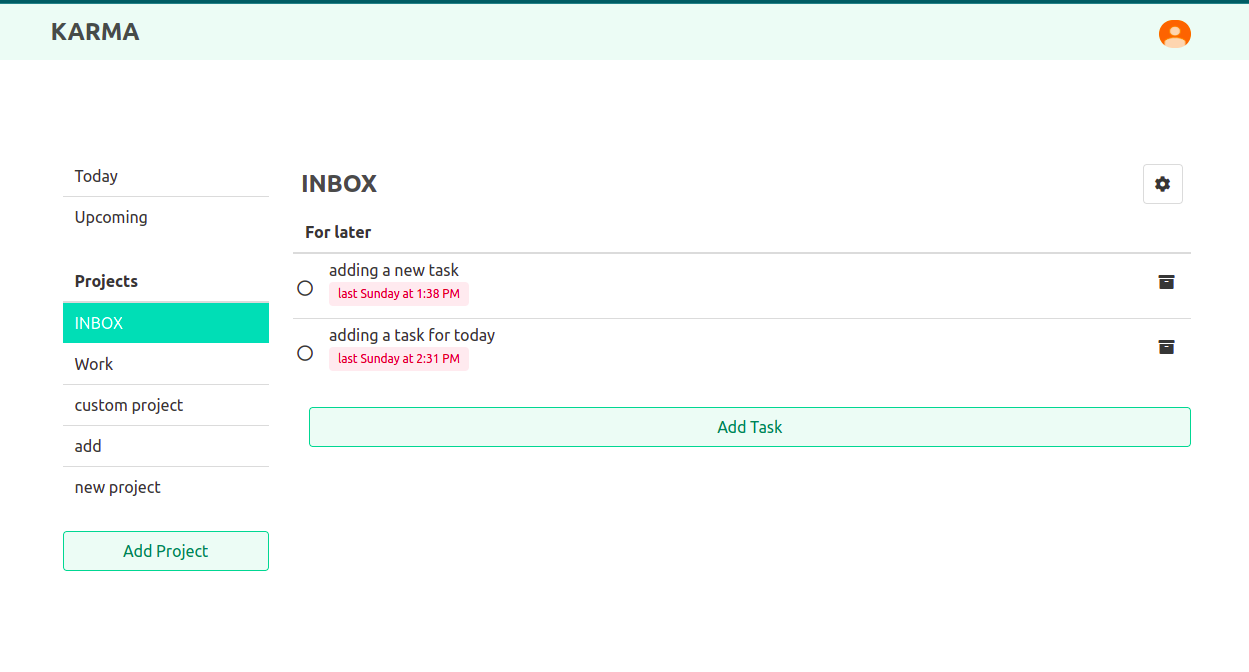 KARMA
Today
Upcoming
Projects
INBOX
Work
custom project
add
new project
Add Project
INBOX
For later
adding a new task
last Sunday at 1:38 PM
adding a task for today
last Sunday at 2:31 PM
Add Task